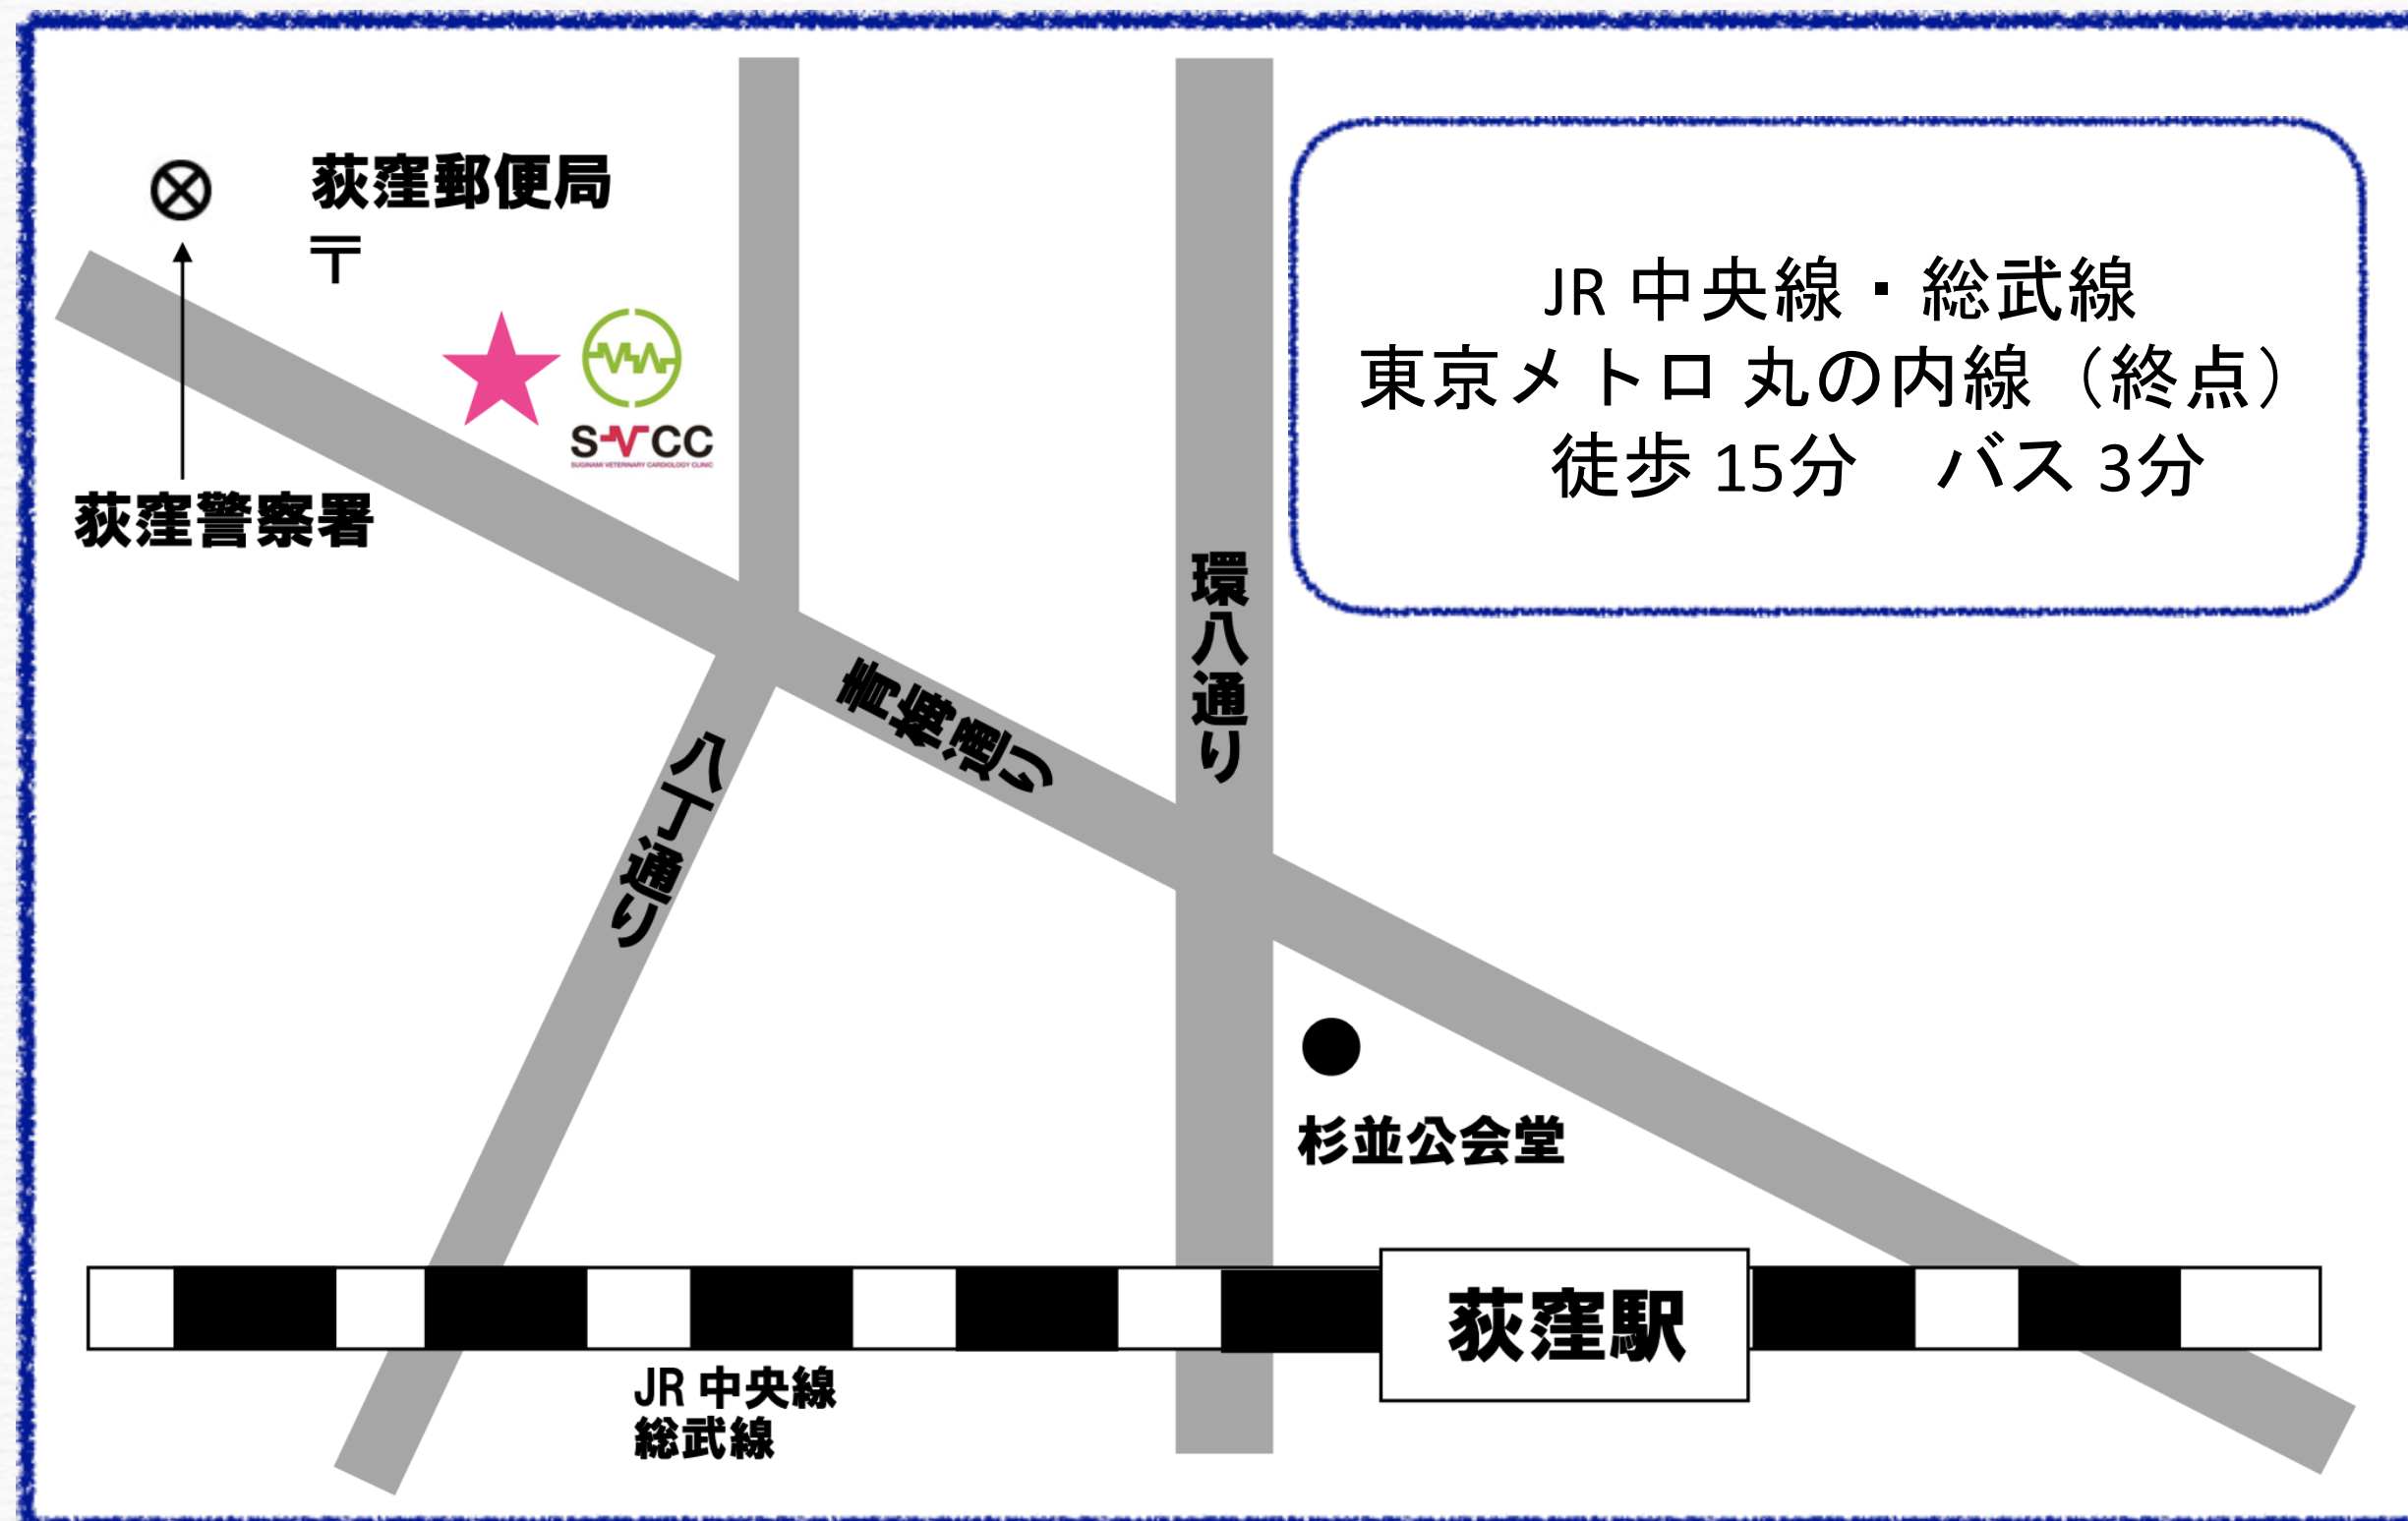 荻窪郵便局
〒
SVCC
SUGINAMI VETERINARY CARDIOLOGY CLINIC
荻窪警察署
JR 中央線・総武線
東京メトロ 丸の内線（終点）
徒歩 15分　バス 3分
環八通り
青梅通り
八丁通り
杉並公会堂
荻窪駅
JR 中央線
総武線